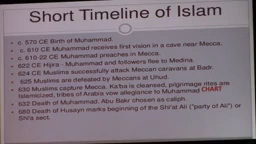 Short Timeline of Islam
• c. 570 CE Birth of Muhammad.
• c. 610 CE Muhammad receives first vision in a cave near Mecca.
• c. 610-22 CE Muhammad preaches in Mecca.
• 622 CE Hijra - Muhammad and followers flee to Medina.
• 624 CE Muslims successfully attack Meccan caravans at Badr.
• 625 Muslims are defeated by Meccans at Uhud.
• 630 Muslims capture Mecca. Ka'ba is cleansed, pilgrimage rites are
Islamicized, tribes of Arabia vow allegiance to Muhammad CHART
• 632 Death of Muhammad. Abu Bakr chosen as caliph.
• 680 Death of Husayn marks beginning of the Shi'at Ali ("party of Ali") or
Shi'a sect.